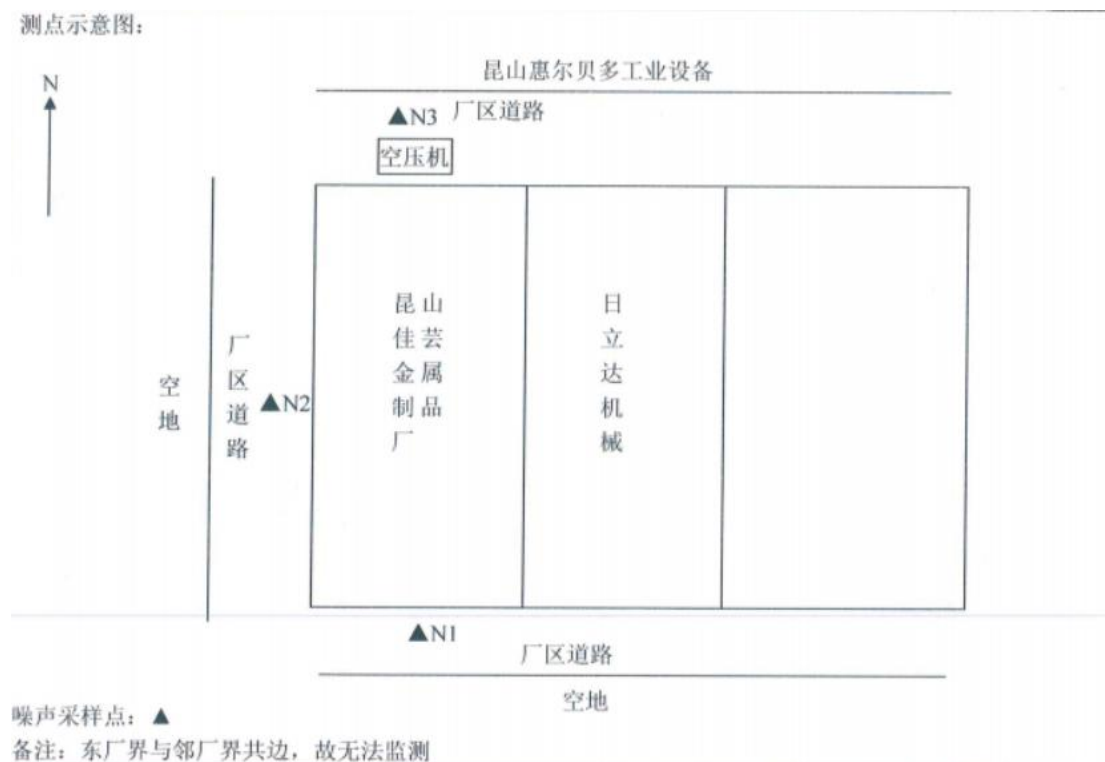 测点示意图：
N
昆山惠尔贝多工业设备
▲N3 厂区道路
空压机
昆山佳芸金属制品厂
日立达机械
空地
厂区道路
▲N2
▲N1
厂区道路
空地
噪声采样点：▲
备注：东厂界与邻厂界共边，故无法监测